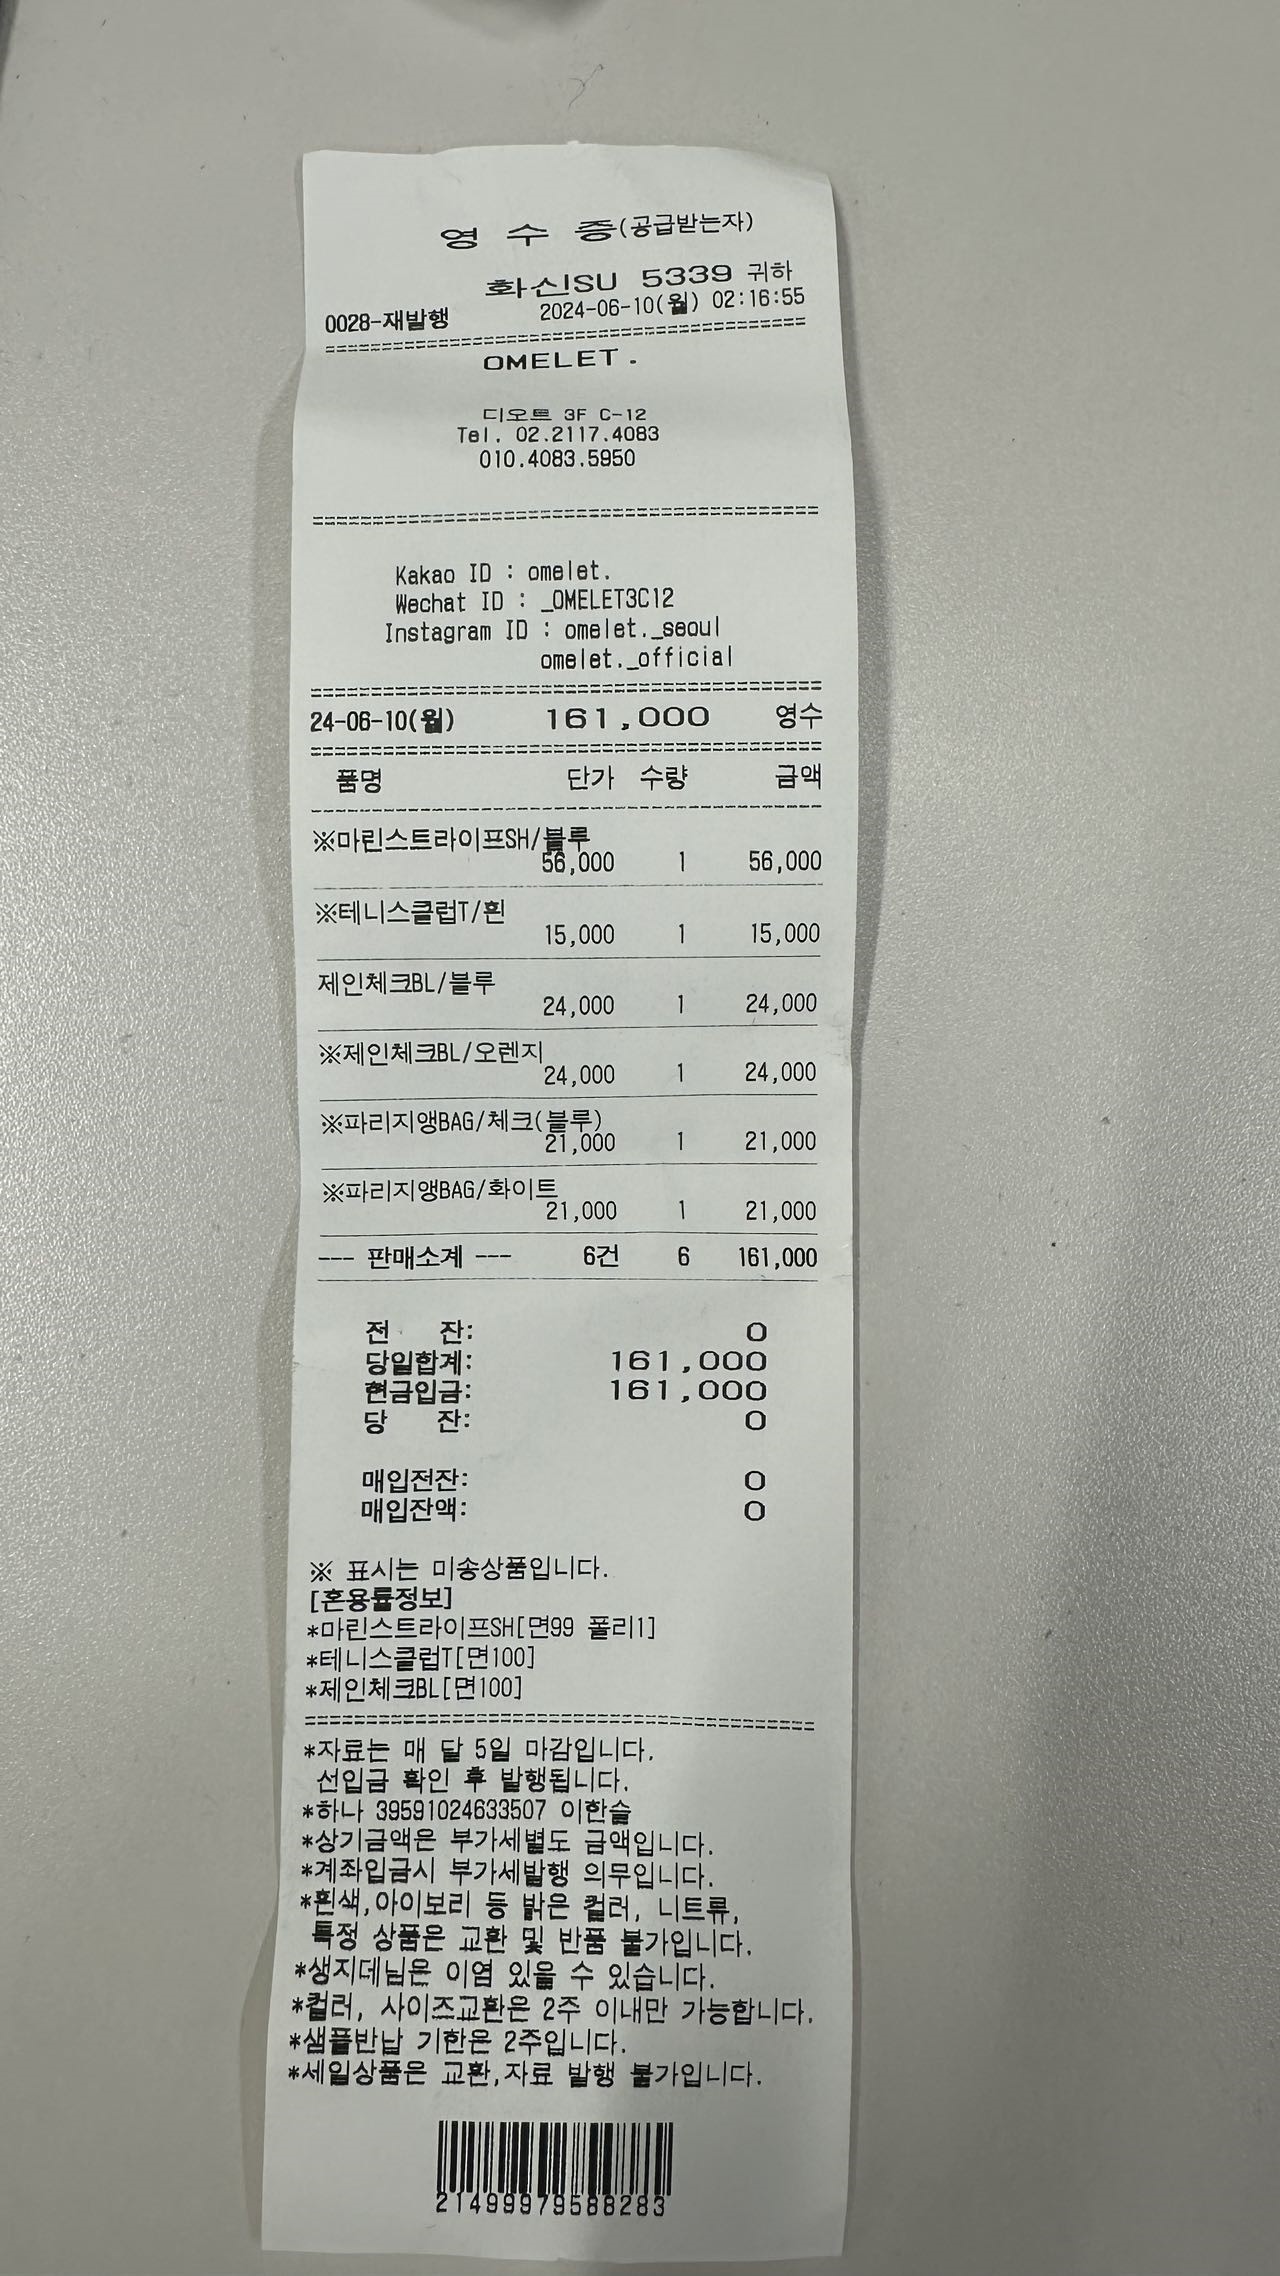 영 수 증(공급받는자)
화신SU 5339 귀하
0028-재발행 2024-06-10(월) 02:16:55
================================================
OMELET.
디오트 3F C-12
Tel. 02.2117.4083
010.4083.5950
================================================
Kakao ID : omelet.
Wechat ID : _OMELET3C12
Instagram ID : omelet._seoul
omelet._official
================================================
24-06-10(월) 161,000 영수
================================================
품명 단가 수량 금액
------------------------------------------------
※마린스트라이프SH/블루
56,000 1 56,000
※테니스클럽T/흰
15,000 1 15,000
제인체크BL/블루
24,000 1 24,000
※제인체크BL/오렌지
24,000 1 24,000
※파리지앵BAG/체크(블루)
21,000 1 21,000
※파리지앵BAG/화이트
21,000 1 21,000
--- 판매소계 --- 6건 6 161,000
전 잔: 0
당일합계: 161,000
현금입금: 161,000
당 잔: 0
매입전잔: 0
매입잔액: 0
※ 표시는 미송상품입니다.
[혼용률정보]
*마린스트라이프SH[면99 폴리1]
*테니스클럽T[면100]
*제인체크BL[면100]
================================================
*자료는 매 달 5일 마감입니다.
선입금 확인 후 발행됩니다.
*하나 39591024633507 이한슬
*상기금액은 부가세별도 금액입니다.
*계좌입금시 부가세발행 의무입니다.
*흰색,아이보리 등 밝은 컬러, 니트류,
특정 상품은 교환 및 반품 불가입니다.
*생지데님은 이염 있을 수 있습니다.
*컬러, 사이즈교환은 2주 이내만 가능합니다.
*샘플반납 기한은 2주입니다.
*세일상품은 교환,자료 발행 불가입니다.
21499979588283